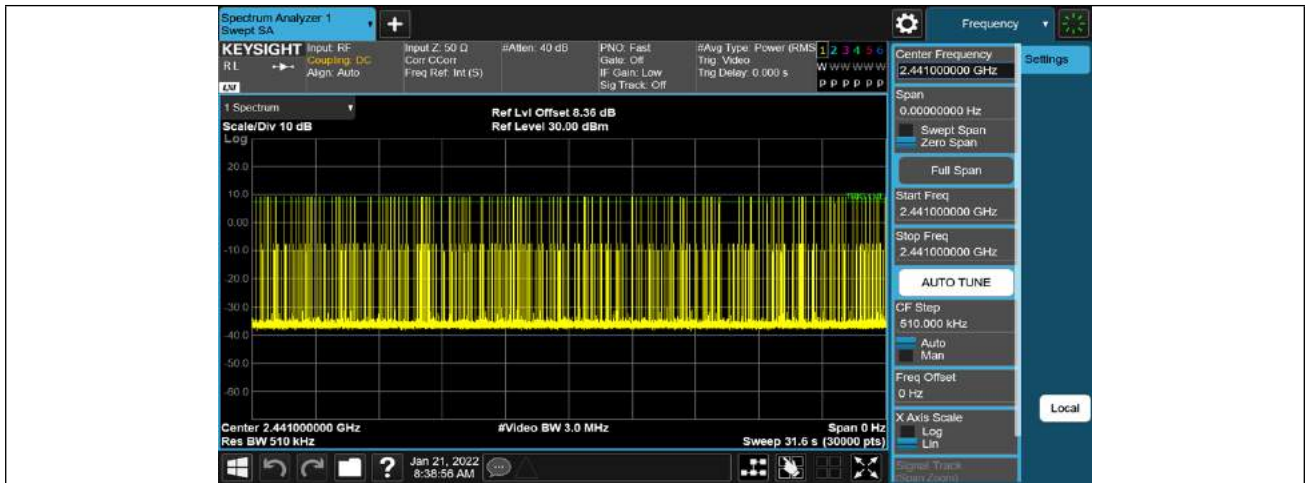 Spectrum Analyzer 1
Swept SA
+
Frequency
KEYSIGHT
RL
Input: RF
Coupling: DC
Align: Auto
Input Z: 50 Ω
Corr CCorr
Freq Ref: Int (S)
#Atten: 40 dB
PNO: Fast
Gate: Off
IF Gain: Low
Sig Track: Off
#Avg Type: Power (RMS
Trig: Video
Trig Delay: 0.000 s
1 2 3 4 5 6
W W W W W W
P P P P P P
1 Spectrum
Scale/Div 10 dB
Log
Ref Lvl Offset 8.36 dB
Ref Level 30.00 dBm
20.0
10.0
0.00
-10.0
-20.0
-30.0
-40.0
-50.0
-60.0
Center 2.441000000 GHz
Res BW 510 kHz
#Video BW 3.0 MHz
Span 0 Hz
Sweep 31.6 s (30000 pts)
Center Frequency
2.441000000 GHz
Settings
Span
0.00000000 Hz
Swept Span
Zero Span
Full Span
Start Freq
2.441000000 GHz
Stop Freq
2.441000000 GHz
AUTO TUNE
CF Step
510.000 kHz
Auto
Man
Freq Offset
0 Hz
X Axis Scale
Log
Lin
Local
Signal Track
(Span Zoom)
?
Jan 21, 2022
8:38:56 AM